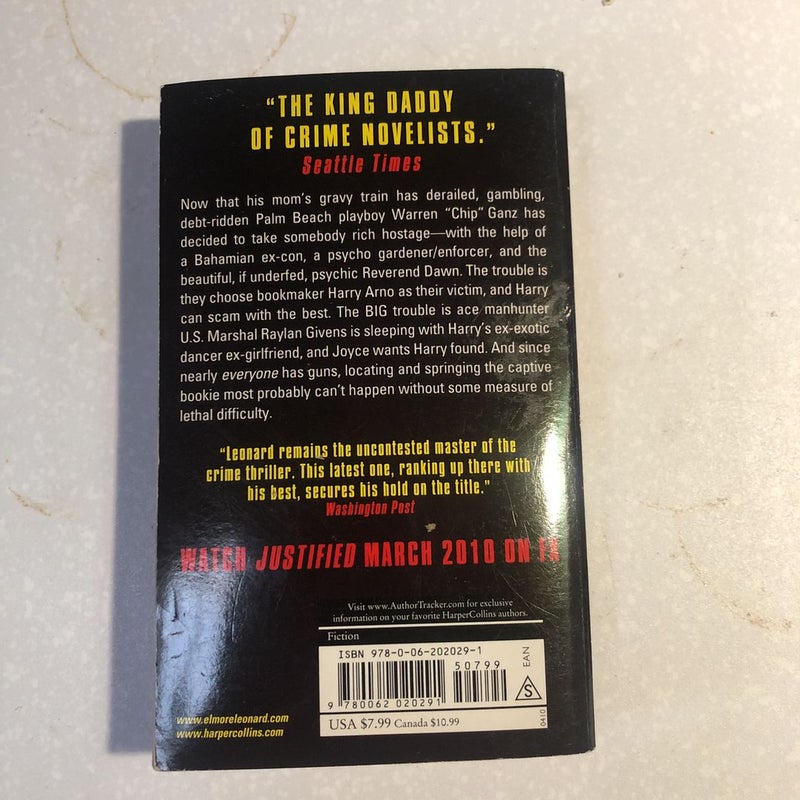 “THE KING DADDY
OF CRIME NOVELISTS.”
Seattle Times
Now that his mom’s gravy train has derailed, gambling,
debt-ridden Palm Beach playboy Warren “Chip” Ganz has
decided to take somebody rich hostage—with the help of
a Bahamian ex-con, a psycho gardener/enforcer, and the
beautiful, if underfed, psychic Reverend Dawn. The trouble is
they choose bookmaker Harry Arno as their victim, and Harry
can scam with the best. The BIG trouble is ace manhunter
U.S. Marshal Raylan Givens is sleeping with Harry’s ex-exotic
dancer ex-girlfriend, and Joyce wants Harry found. And since
nearly everyone has guns, locating and springing the captive
bookie most probably can’t happen without some measure of
lethal difficulty.
“Leonard remains the uncontested master of the
crime thriller. This latest one, ranking up there with
his best, secures his hold on the title.”
Washington Post
WATCH JUSTIFIED MARCH 2010 ON FX
Visit www.AuthorTracker.com for exclusive
information on your favorite HarperCollins authors.
Fiction
ISBN 978-0-06-202029-1
50799
EAN
S
9 780062 020291
USA $7.99 Canada $10.99
0410
www.elmoreleonard.com
www.harpercollins.com